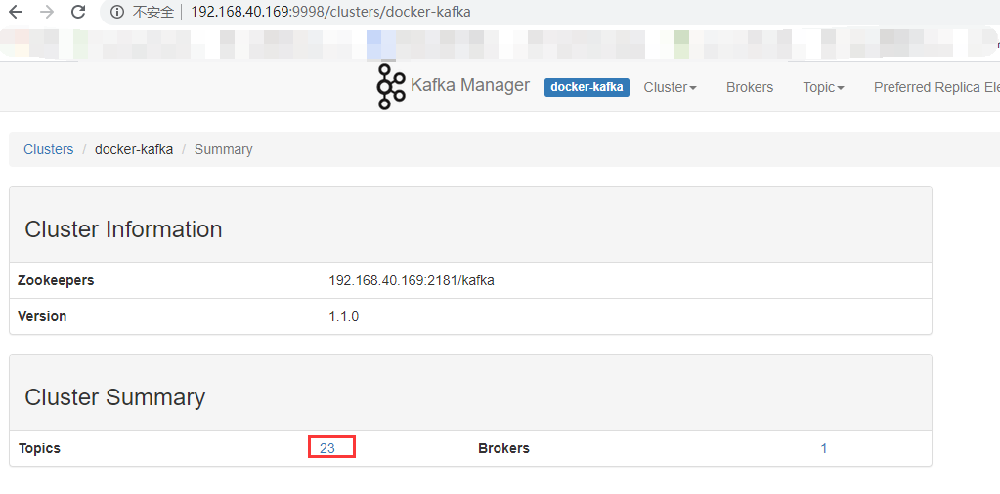 不安全 192.168.40.169:9998/clusters/docker-kafka
Kafka Manager docker-kafka Cluster Brokers Topic Preferred Replica Ele
Clusters / docker-kafka / Summary
Cluster Information
Zookeepers 192.168.40.169:2181/kafka
Version 1.1.0
Cluster Summary
Topics 23 Brokers 1